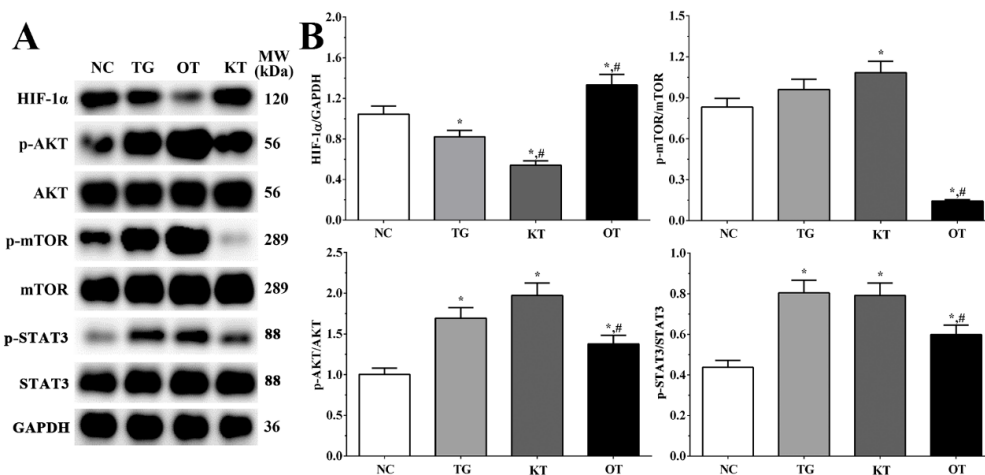 A
NC TG OT KT MW (kDa)
HIF-1α 120
p-AKT 56
AKT 56
p-mTOR 289
mTOR 289
p-STAT3 88
STAT3 88
GAPDH 36
B
HIF-1α/GAPDH
2.0
1.6
1.2
0.8
0.4
0.0
* *,# *,#
NC TG KT OT
p-mTOR/mTOR
1.5
1.2
0.9
0.6
0.3
0.0
* *,#
NC TG KT OT
p-AKT/AKT
2.5
2.0
1.5
1.0
0.5
0.0
* * *,#
NC TG KT OT
p-STAT3/STAT3
1.0
0.8
0.6
0.4
0.2
0.0
* * *,#
NC TG KT OT